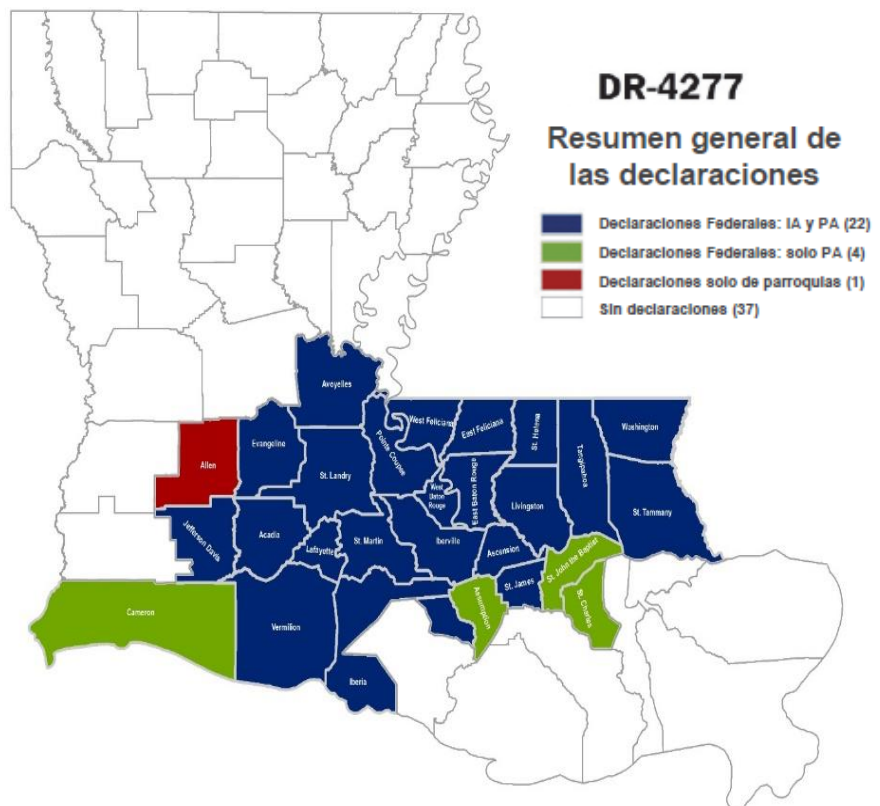 DR-4277
Resumen general de
las declaraciones
Declaraciones Federales: IA y PA (22)
Declaraciones Federales: solo PA (4)
Declaraciones solo de parroquias (1)
Sin declaraciones (37)
Avoyelles
West Feliciana
East Feliciana
St. Helena
Washington
Evangeline
Pointe Coupee
Tangipahoa
Allen
St. Landry
West
Baton
Rouge
East Baton Rouge
Livingston
St. Tammany
Jefferson Davis
Acadia
Lafayette
St. Martin
Iberville
Ascension
St. John the Baptist
St. James
Cameron
Assumption
St. Charles
Vermilion
Iberia